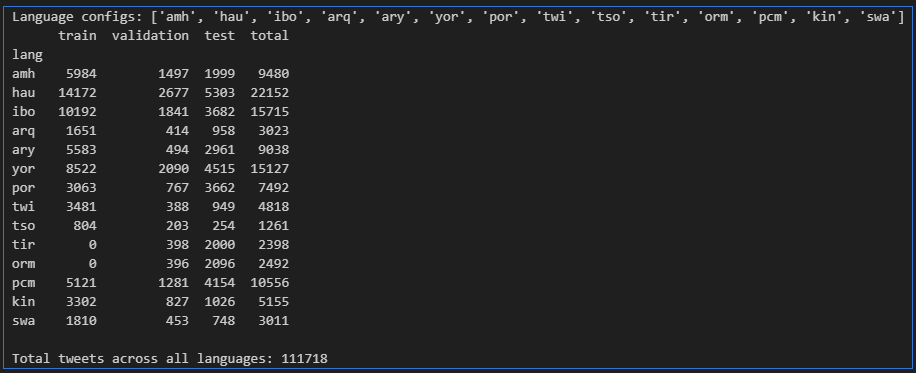 Language configs: ['amh', 'hau', 'ibo', 'arq', 'ary', 'yor', 'por', 'twi', 'tso', 'tir', 'orm', 'pcm', 'kin', 'swa']
train validation test total
lang
amh 5984 1497 1999 9480
hau 14172 2677 5303 22152
ibo 10192 1841 3682 15715
arq 1651 414 958 3023
ary 5583 494 2961 9038
yor 8522 2090 4515 15127
por 3063 767 3662 7492
twi 3481 388 949 4818
tso 804 203 254 1261
tir 0 398 2000 2398
orm 0 396 2096 2492
pcm 5121 1281 4154 10556
kin 3302 827 1026 5155
swa 1810 453 748 3011
Total tweets across all languages: 111718